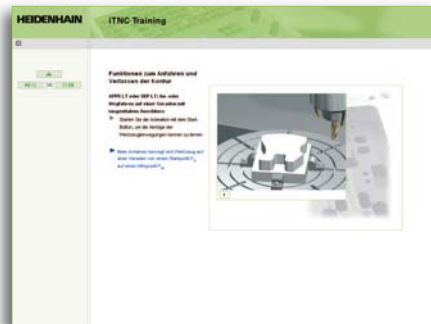 HEIDENHAIN
iTNC Training
Funktionen zum Anfahren und
Verlassen der Kontur
APPR LT oder DEP LT: An- oder
Wegfahren auf einer Geraden mit
tangentialem Anschluss
Starten Sie die Animation mit dem Start-
Button, um die Abfolge der
Werkzeugbewegungen kennen zu lernen
Beim Anfahren bewegt sich Werkzeug auf
einer Geraden von einem Startpunkt P
auf einen Hilfspunkt P